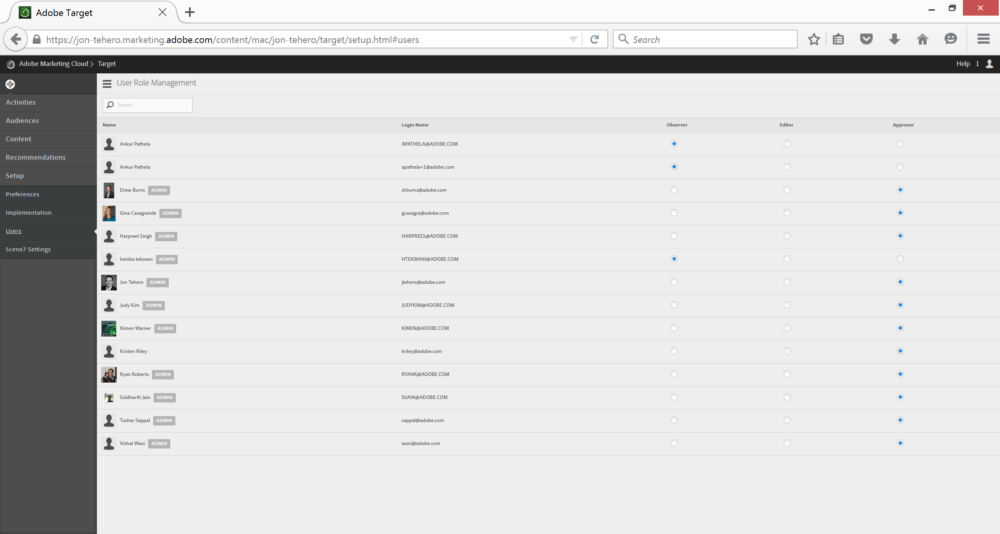 Adobe Target
https://jon-tehero.marketing.adobe.com/content/mac/jon-tehero/target/setup.html#users
Search
Adobe Marketing Cloud Target
Help 1
User Role Management
Search
Activities
Audiences
Content
Recommendations
Setup
Preferences
Implementation
Users
Scene7 Settings
Name Login Name Observer Editor Approver
Ankur Pathela APATHELA@ADOBE.COM
Ankur Pathela apathela+1@adobe.com
Drew Burns ADMIN drburns@adobe.com
Gina Casagrande ADMIN gcasagra@adobe.com
Harpreet Singh ADMIN HARPREES@ADOBE.COM
henika tekwani ADMIN HTEKWANI@ADOBE.COM
Jon Tehero ADMIN jtehero@adobe.com
Judy Kim ADMIN JUDYKIM@ADOBE.COM
Kimen Warner ADMIN KIMEN@ADOBE.COM
Kristen Riley kriley@adobe.com
Ryan Roberts ADMIN RYANR@ADOBE.COM
Siddharth Jain ADMIN SIJAIN@ADOBE.COM
Tushar Sappal ADMIN sappal@adobe.com
Vishal Wani ADMIN wani@adobe.com